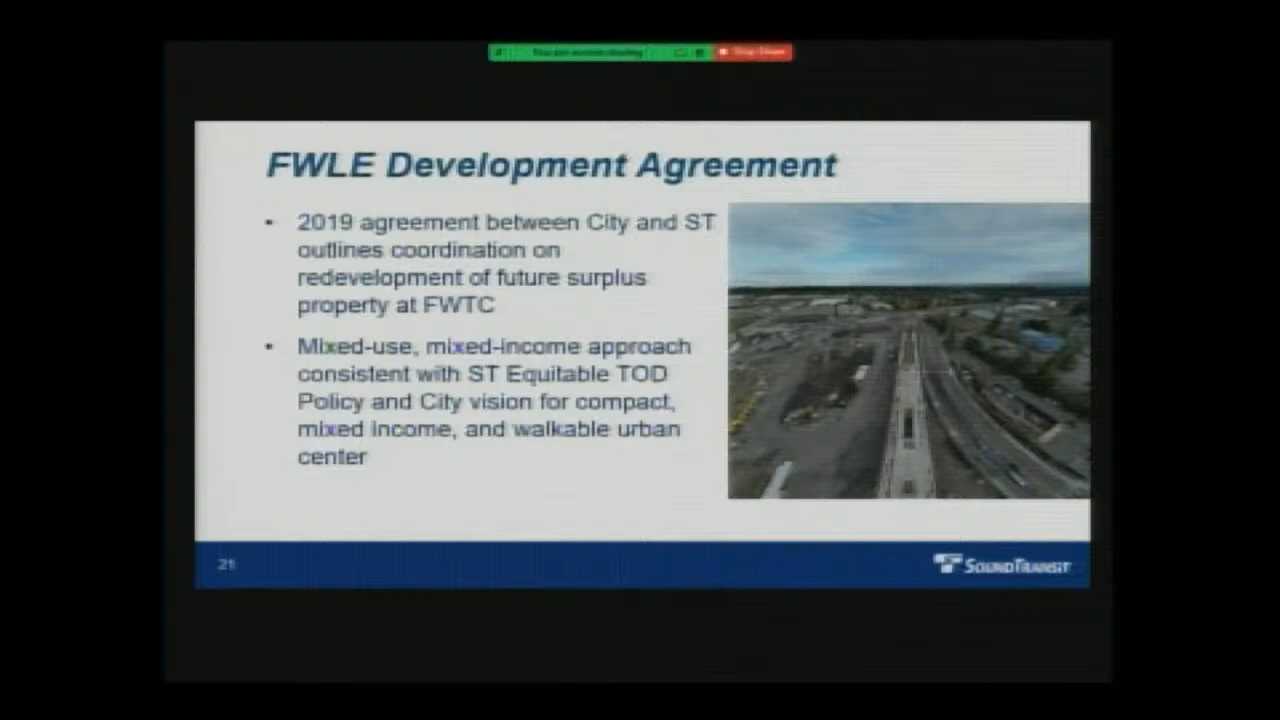 FWLE Development Agreement
• 2019 agreement between City and ST
outlines coordination on
redevelopment of future surplus
property at FWTC
• Mixed-use, mixed-income approach
consistent with ST Equitable TOD
Policy and City vision for compact,
mixed income, and walkable urban
center
21
SOUNDTRANSIT